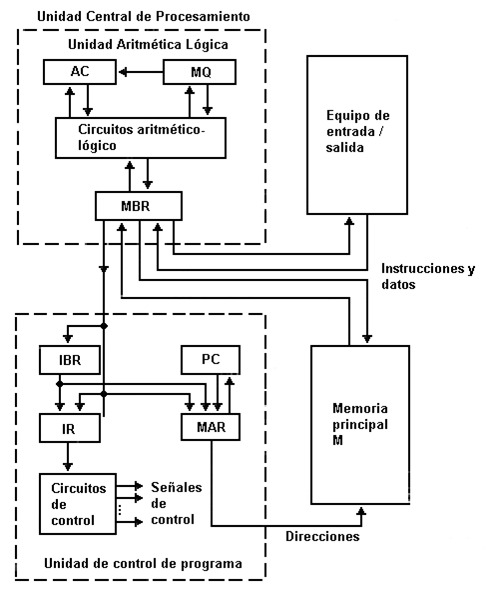 Unidad Central de Procesamiento
Unidad Aritmética Lógica
AC
MQ
Circuitos aritmético-
lógico
MBR
Equipo de
entrada /
salida
Instrucciones y
datos
IBR
PC
IR
MAR
Memoria
principal
M
Circuitos
de
control
Señales
de
control
Direcciones
Unidad de control de programa